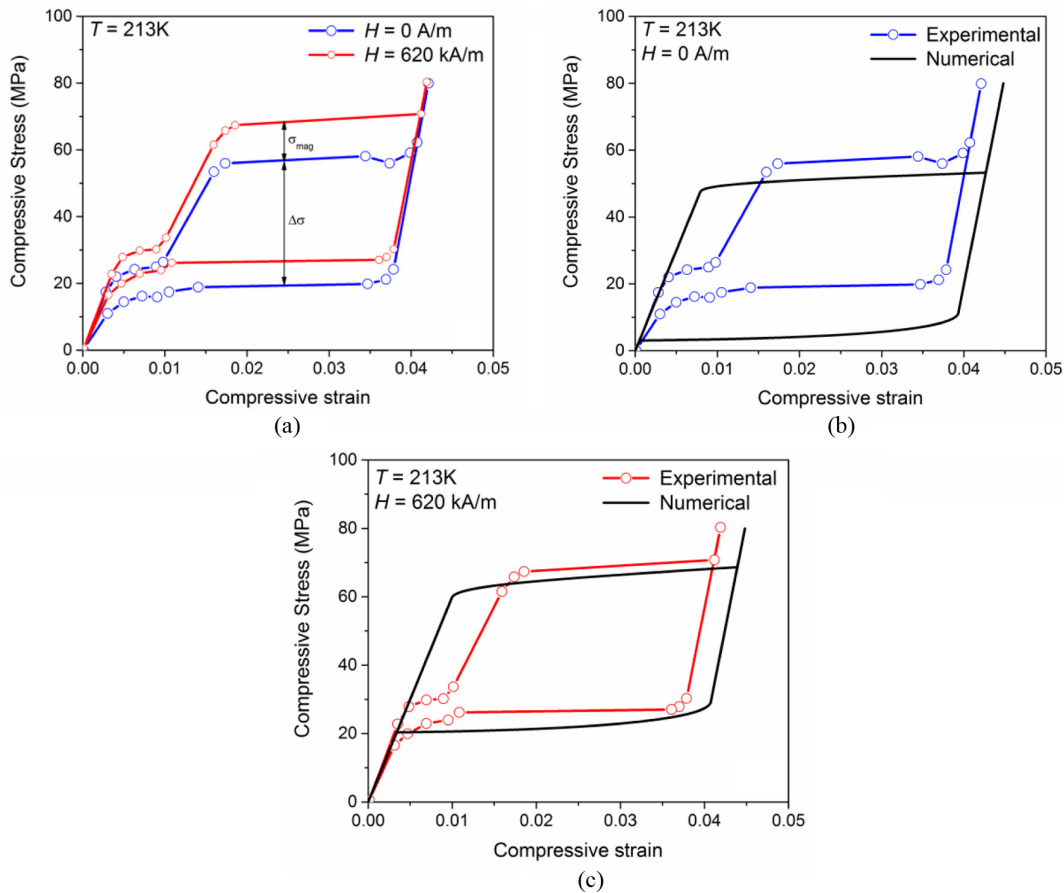 T = 213K
H = 0 A/m
H = 620 kA/m
σmag
Δσ
100
80
60
40
20
0
0.00 0.01 0.02 0.03 0.04 0.05
Compressive Stress (MPa)
Compressive strain
(a)
T = 213K
H = 0 A/m
Experimental
Numerical
100
80
60
40
20
0
0.00 0.01 0.02 0.03 0.04 0.05
Compressive Stress (MPa)
Compressive strain
(b)
T = 213K
H = 620 kA/m
Experimental
Numerical
100
80
60
40
20
0
0.00 0.01 0.02 0.03 0.04 0.05
Compressive Stress (MPa)
Compressive strain
(c)